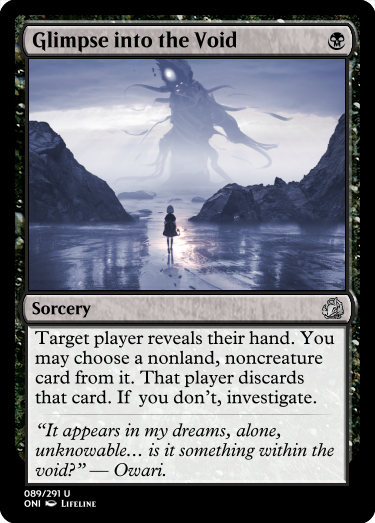 Glimpse into the Void
Sorcery
Target player reveals their hand. You
may choose a nonland, noncreature
card from it. That player discards
that card. If you don't, investigate.
"It appears in my dreams, alone,
unknowable... is it something within the
void?" — Owari.
089/291 U
ONI Lifeline